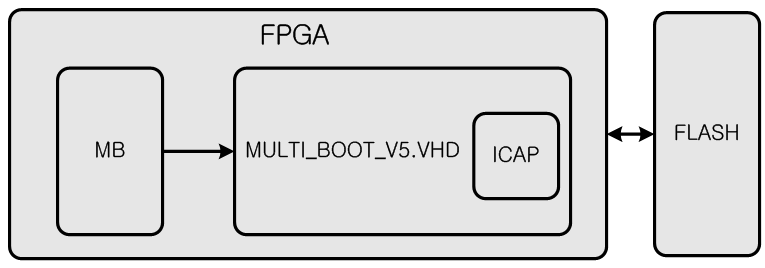 FPGA
MB
MULTI_BOOT_V5.VHD
ICAP
FLASH